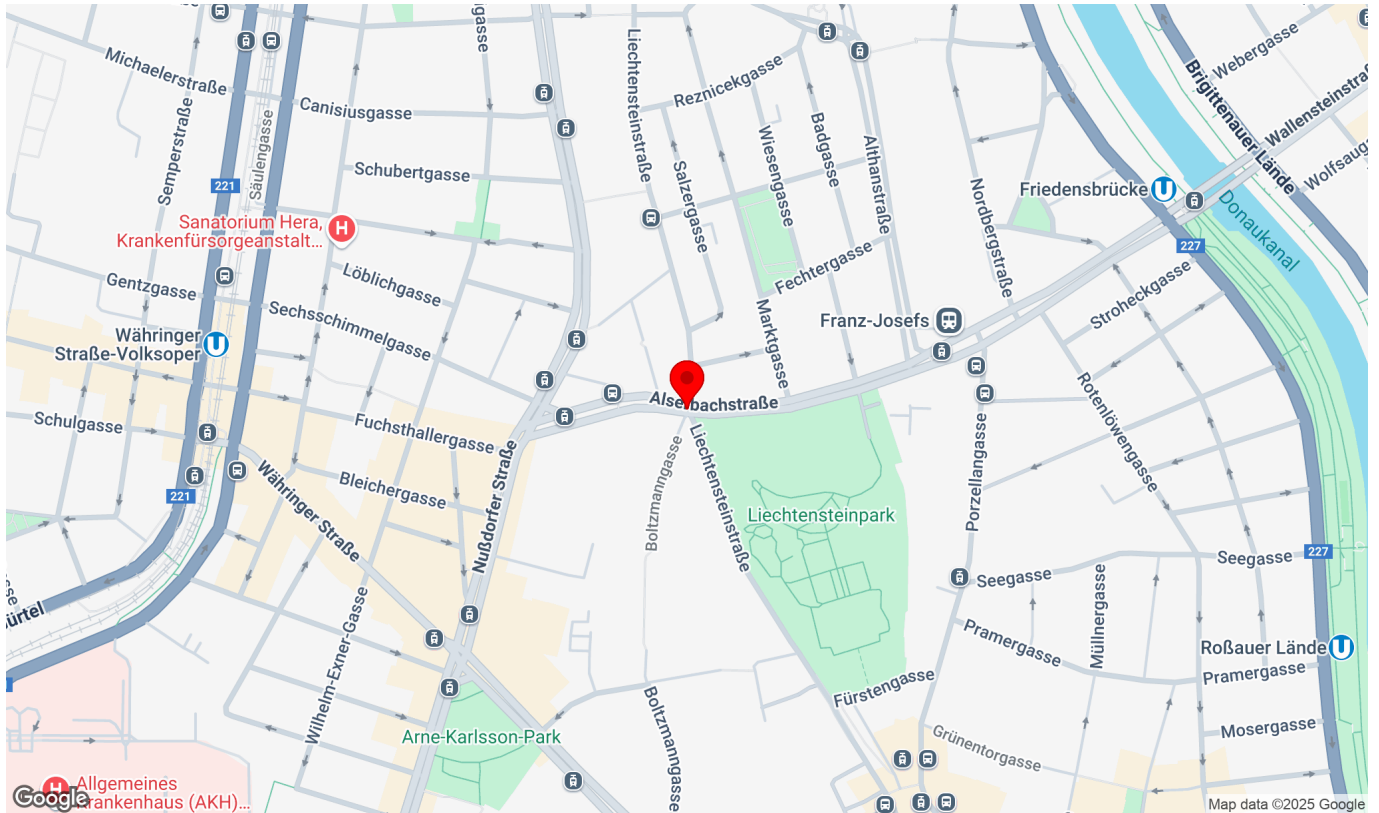 Michaelerstraße
Canisiusgasse
Liechtensteinstraße
Reznicekgasse
Webergasse
Brigittenauer Lände
Wallensteinstraß
Semperstraße
Säulengasse
221
Schubertgasse
Salzergasse
Wiesengasse
Badgasse
Althanstraße
Nordbergstraße
Friedensbrücke
U
Donaukanal
227
Sanatorium Hera,
Krankenfürsorgeanstalt...
H
Löblichgasse
Gentzgasse
Sechsschimmelgasse
Fechtergasse
Marktgasse
Stroheckgasse
Franz-Josefs
Währinger
Straße-Volksoper
U
Alserbachstraße
Rotenlöwengasse
Schulgasse
Fuchsthallergasse
Nußdorfer Straße
Liechtensteinstraße
Boltzmanngasse
Porzellangasse
Währinger Straße
Bleichergasse
221
Liechtensteinpark
Seegasse
227
Seegasse
Müllnergasse
Wilhelm-Exner-Gasse
Pramergasse
Roßauer Lände
U
Pramergasse
Fürstengasse
Boltzmanngasse
Mosergasse
Grünentorgasse
Arne-Karlsson-Park
Allgemeines
Krankenhaus (AKH)...
H
Google
Map data ©2025 Google